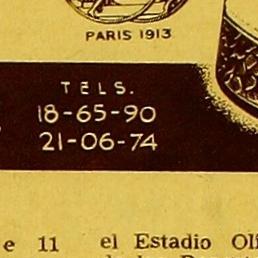 PARIS 1913
TELS.
18-65-90
21-06-74
e 11 el Estadio